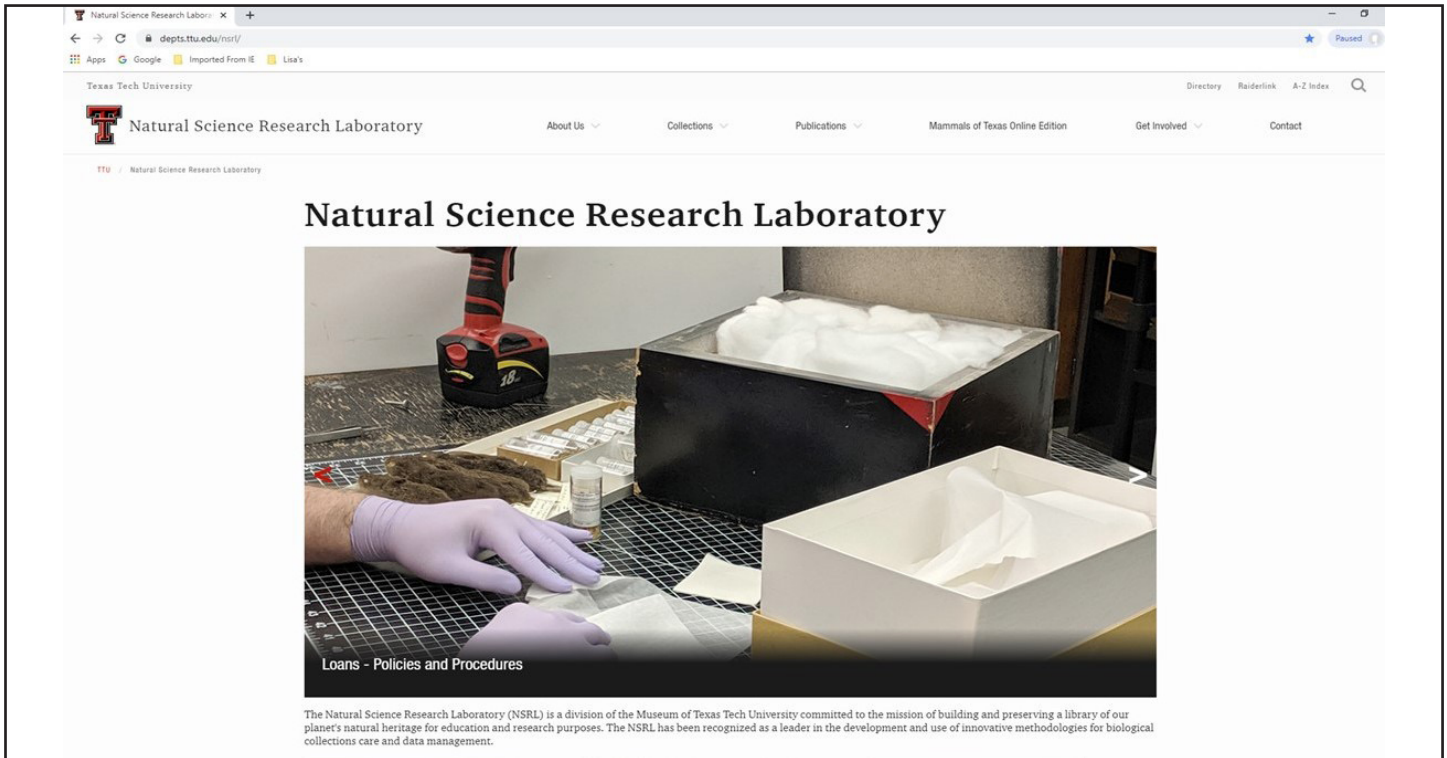 Natural Science Research Labora
depts.ttu.edu/nsrl/
Paused
Apps Google Imported From IE Lisa's
Texas Tech University Directory Raiderlink A-Z Index
Natural Science Research Laboratory About Us Collections Publications Mammals of Texas Online Edition Get Involved Contact
TTU / Natural Science Research Laboratory
Natural Science Research Laboratory
18
Loans - Policies and Procedures
The Natural Science Research Laboratory (NSRL) is a division of the Museum of Texas Tech University committed to the mission of building and preserving a library of our
planet's natural heritage for education and research purposes. The NSRL has been recognized as a leader in the development and use of innovative methodologies for biological
collections care and data management.